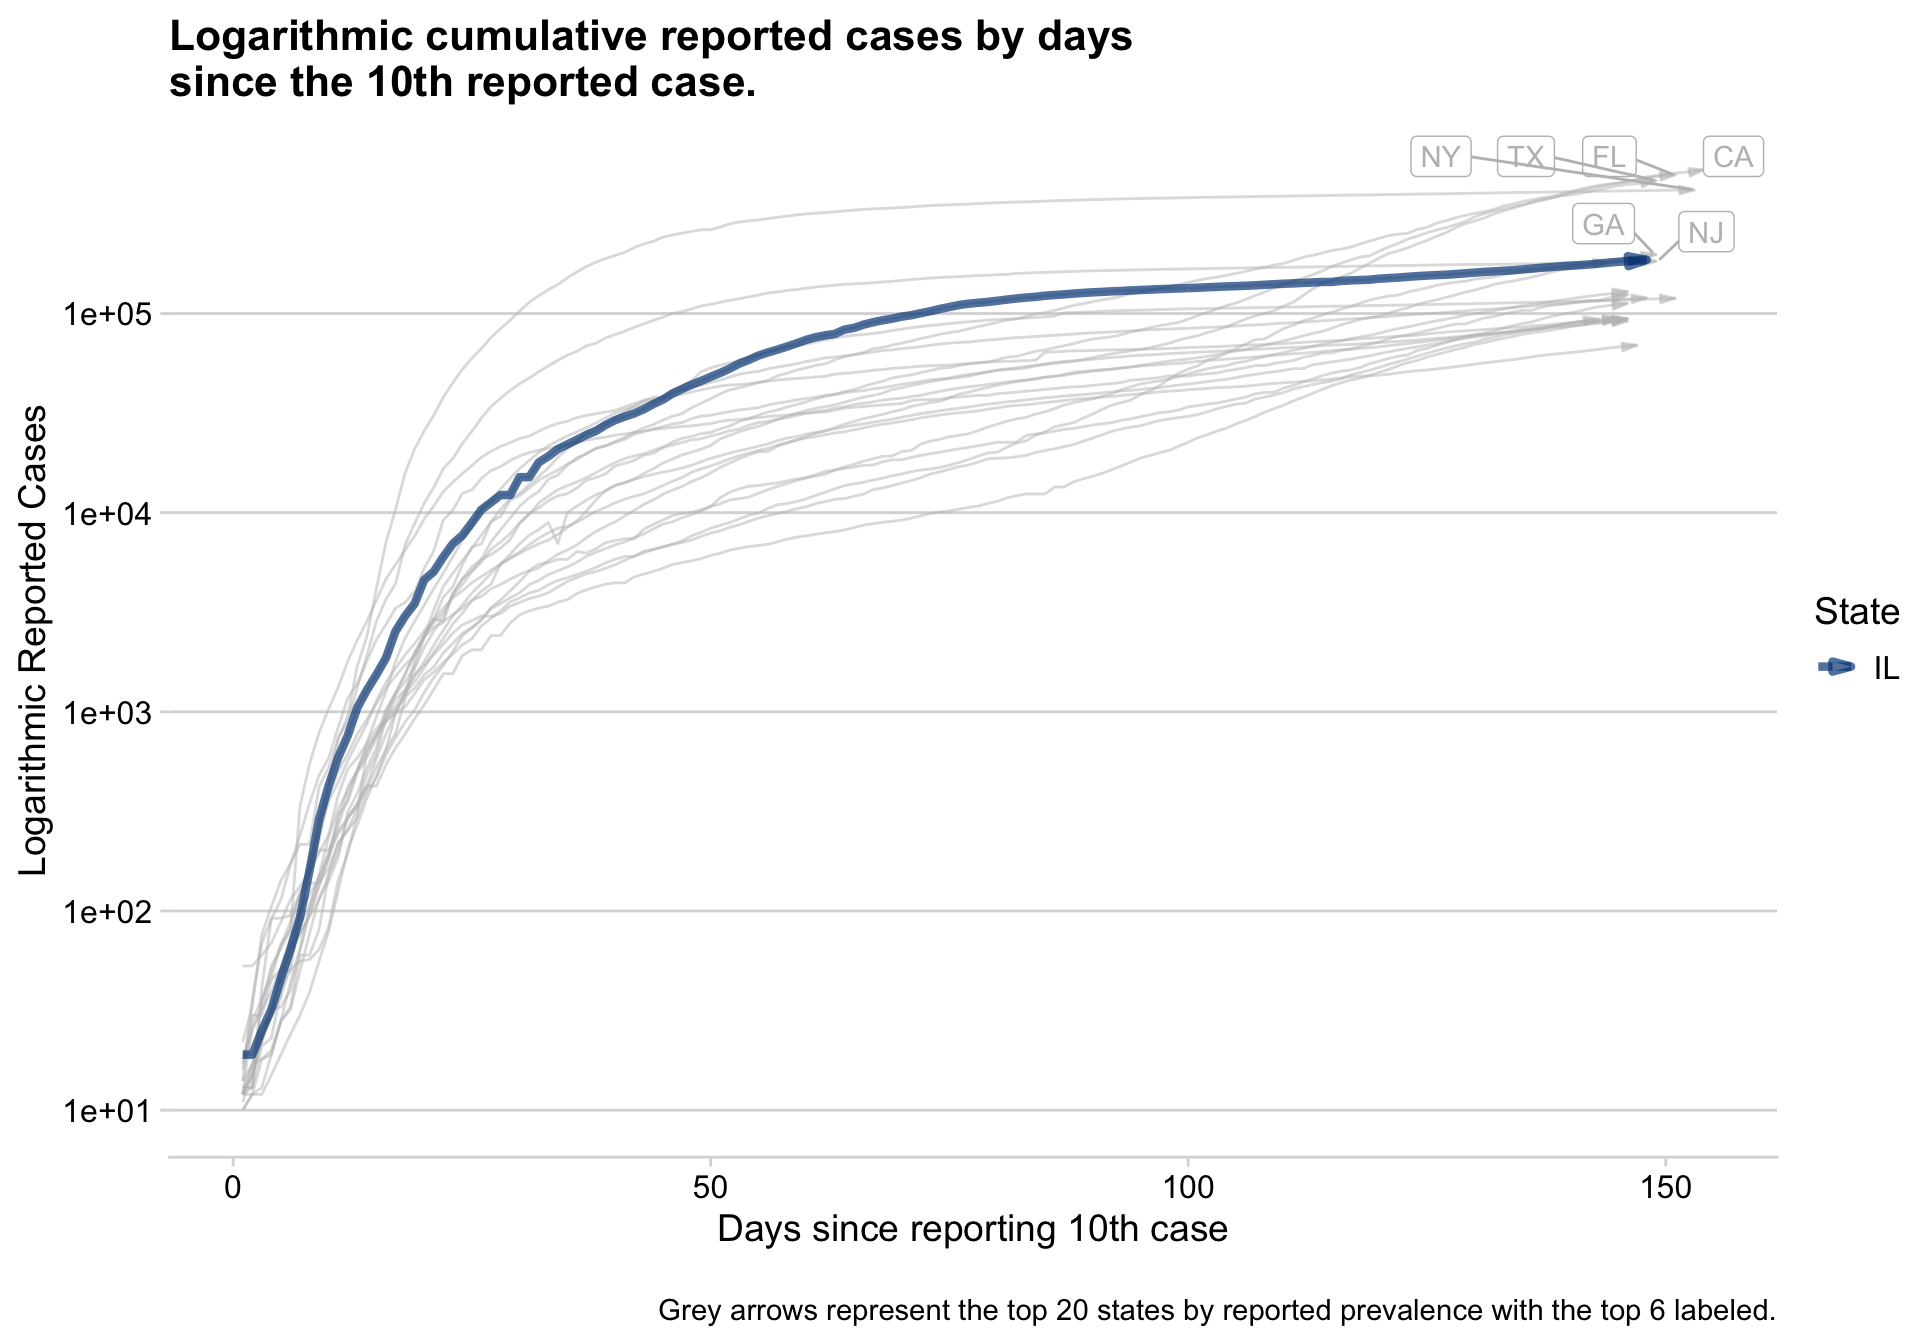 Logarithmic cumulative reported cases by days
since the 10th reported case.
NY TX FL CA
GA NJ
1e+05
1e+04
1e+03
1e+02
1e+01
Logarithmic Reported Cases
0 50 100 150
Days since reporting 10th case
State
IL
Grey arrows represent the top 20 states by reported prevalence with the top 6 labeled.